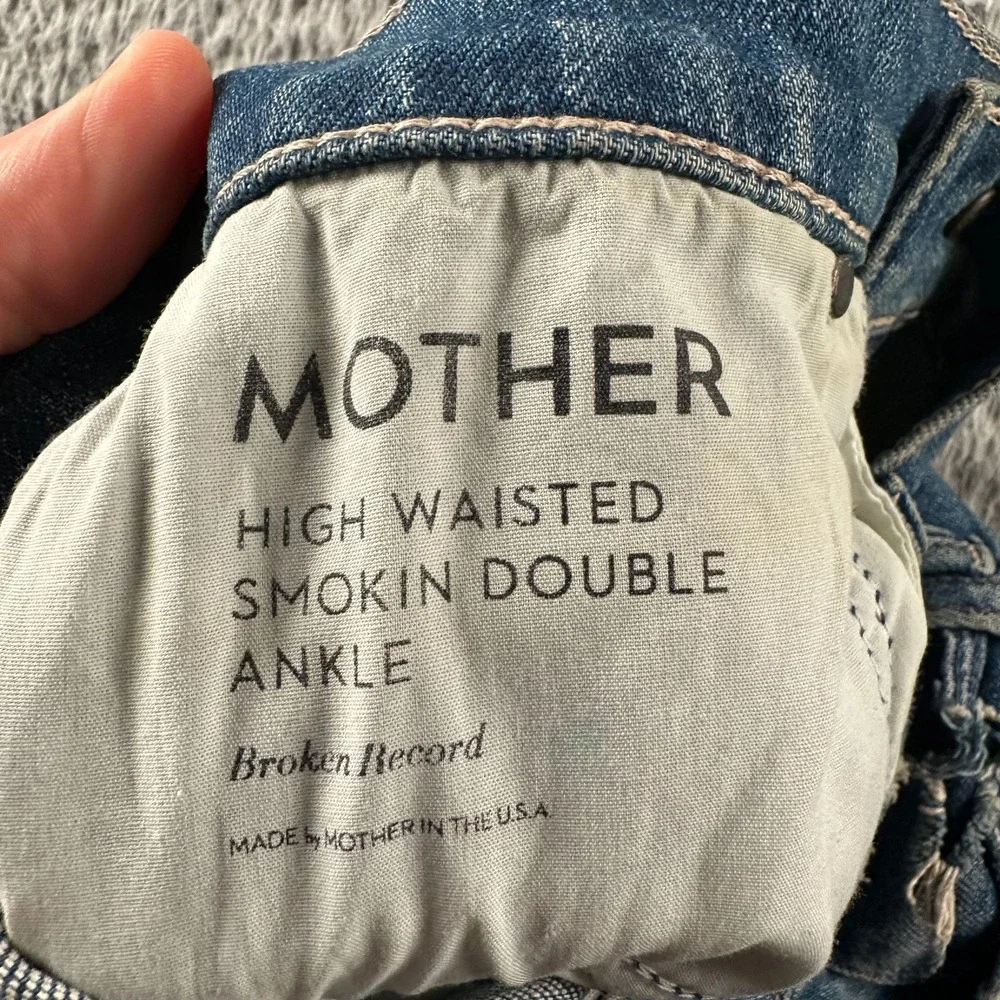 MOTHER
HIGH WAISTED
SMOKIN DOUBLE
ANKLE
Broken Record
MADE by MOTHER IN THE U.S.A